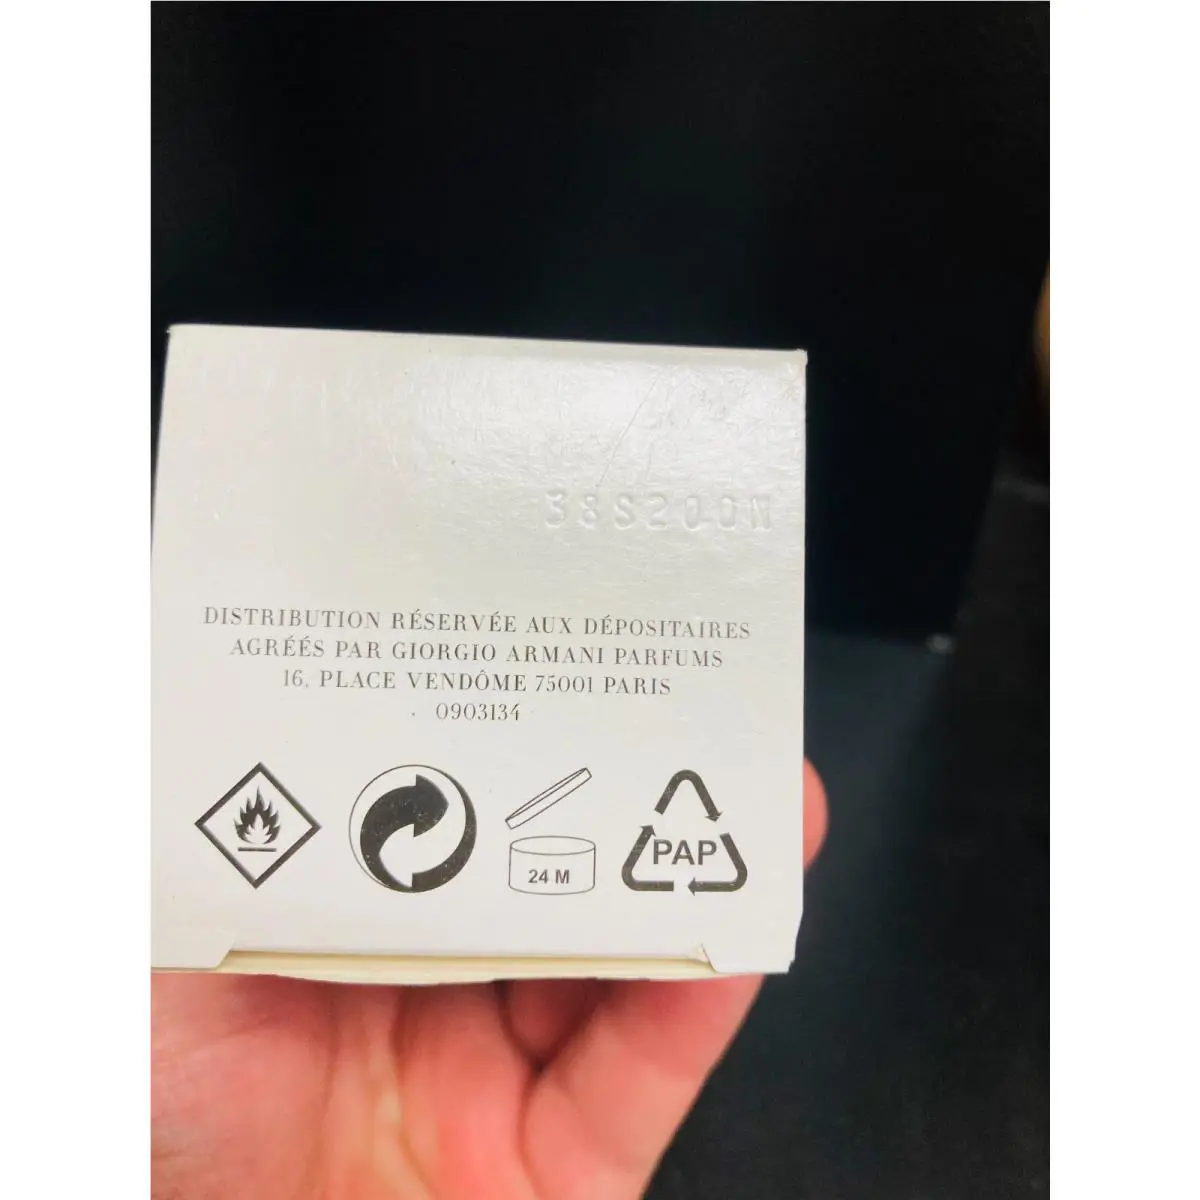 38S200N
DISTRIBUTION RÉSERVÉE AUX DÉPOSITAIRES
AGRÉÉS PAR GIORGIO ARMANI PARFUMS
16, PLACE VENDÔME 75001 PARIS
0903134
24 M
PAP